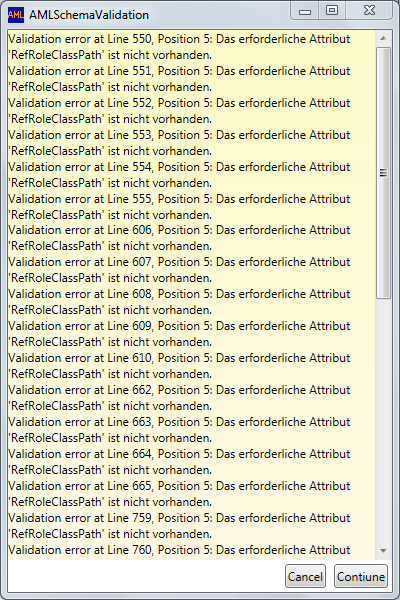 AML AMLSchemaValidation
Validation error at Line 550, Position 5: Das erforderliche Attribut
'RefRoleClassPath' ist nicht vorhanden.
Validation error at Line 551, Position 5: Das erforderliche Attribut
'RefRoleClassPath' ist nicht vorhanden.
Validation error at Line 552, Position 5: Das erforderliche Attribut
'RefRoleClassPath' ist nicht vorhanden.
Validation error at Line 553, Position 5: Das erforderliche Attribut
'RefRoleClassPath' ist nicht vorhanden.
Validation error at Line 554, Position 5: Das erforderliche Attribut
'RefRoleClassPath' ist nicht vorhanden.
Validation error at Line 555, Position 5: Das erforderliche Attribut
'RefRoleClassPath' ist nicht vorhanden.
Validation error at Line 606, Position 5: Das erforderliche Attribut
'RefRoleClassPath' ist nicht vorhanden.
Validation error at Line 607, Position 5: Das erforderliche Attribut
'RefRoleClassPath' ist nicht vorhanden.
Validation error at Line 608, Position 5: Das erforderliche Attribut
'RefRoleClassPath' ist nicht vorhanden.
Validation error at Line 609, Position 5: Das erforderliche Attribut
'RefRoleClassPath' ist nicht vorhanden.
Validation error at Line 610, Position 5: Das erforderliche Attribut
'RefRoleClassPath' ist nicht vorhanden.
Validation error at Line 662, Position 5: Das erforderliche Attribut
'RefRoleClassPath' ist nicht vorhanden.
Validation error at Line 663, Position 5: Das erforderliche Attribut
'RefRoleClassPath' ist nicht vorhanden.
Validation error at Line 664, Position 5: Das erforderliche Attribut
'RefRoleClassPath' ist nicht vorhanden.
Validation error at Line 665, Position 5: Das erforderliche Attribut
'RefRoleClassPath' ist nicht vorhanden.
Validation error at Line 759, Position 5: Das erforderliche Attribut
'RefRoleClassPath' ist nicht vorhanden.
Validation error at Line 760, Position 5: Das erforderliche Attribut
Cancel Contiune